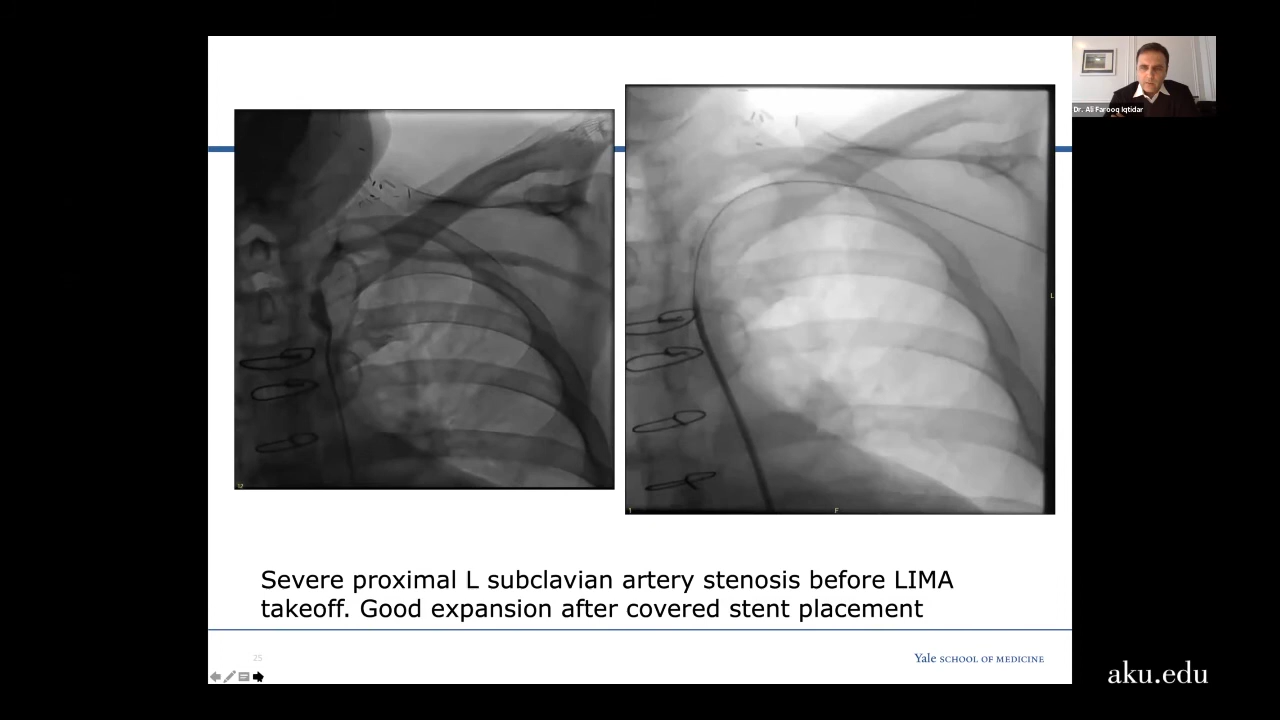 Dr. Ali Farooq Iqtidar
L
F
Severe proximal L subclavian artery stenosis before LIMA
takeoff. Good expansion after covered stent placement
25
Yale SCHOOL OF MEDICINE
aku.edu